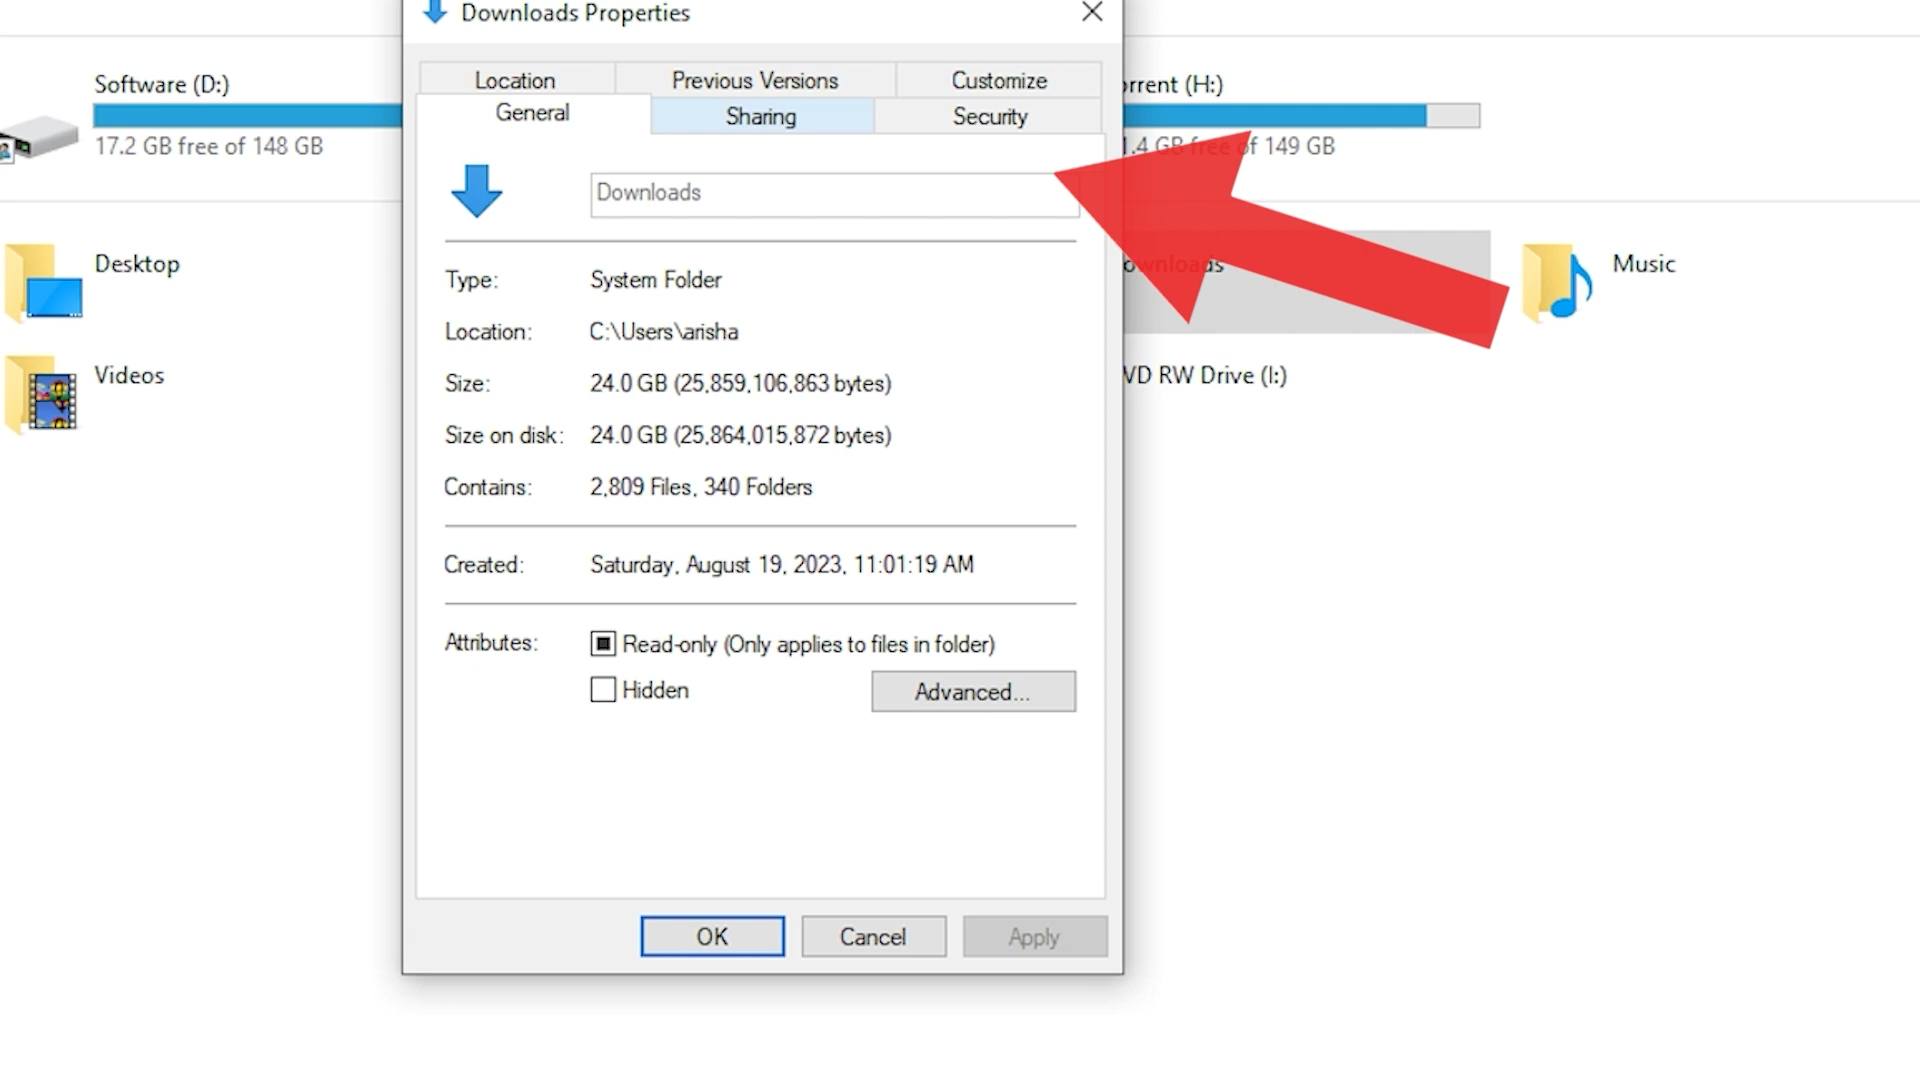 Downloads Properties
Software (D:)
17.2 GB free of 148 GB
Location
Previous Versions
Customize
General
Sharing
Security
(H:)
GB free of 149 GB
Downloads
Desktop
Music
Type:
System Folder
Location:
C:\Users\arisha
Videos
Size:
24.0 GB (25,859,106,863 bytes)
RW Drive (I:)
Size on disk:
24.0 GB (25,864,015,872 bytes)
Contains:
2,809 Files, 340 Folders
Created:
Saturday, August 19, 2023, 11:01:19 AM
Attributes:
Read-only (Only applies to files in folder)
Hidden
Advanced...
OK
Cancel
Apply